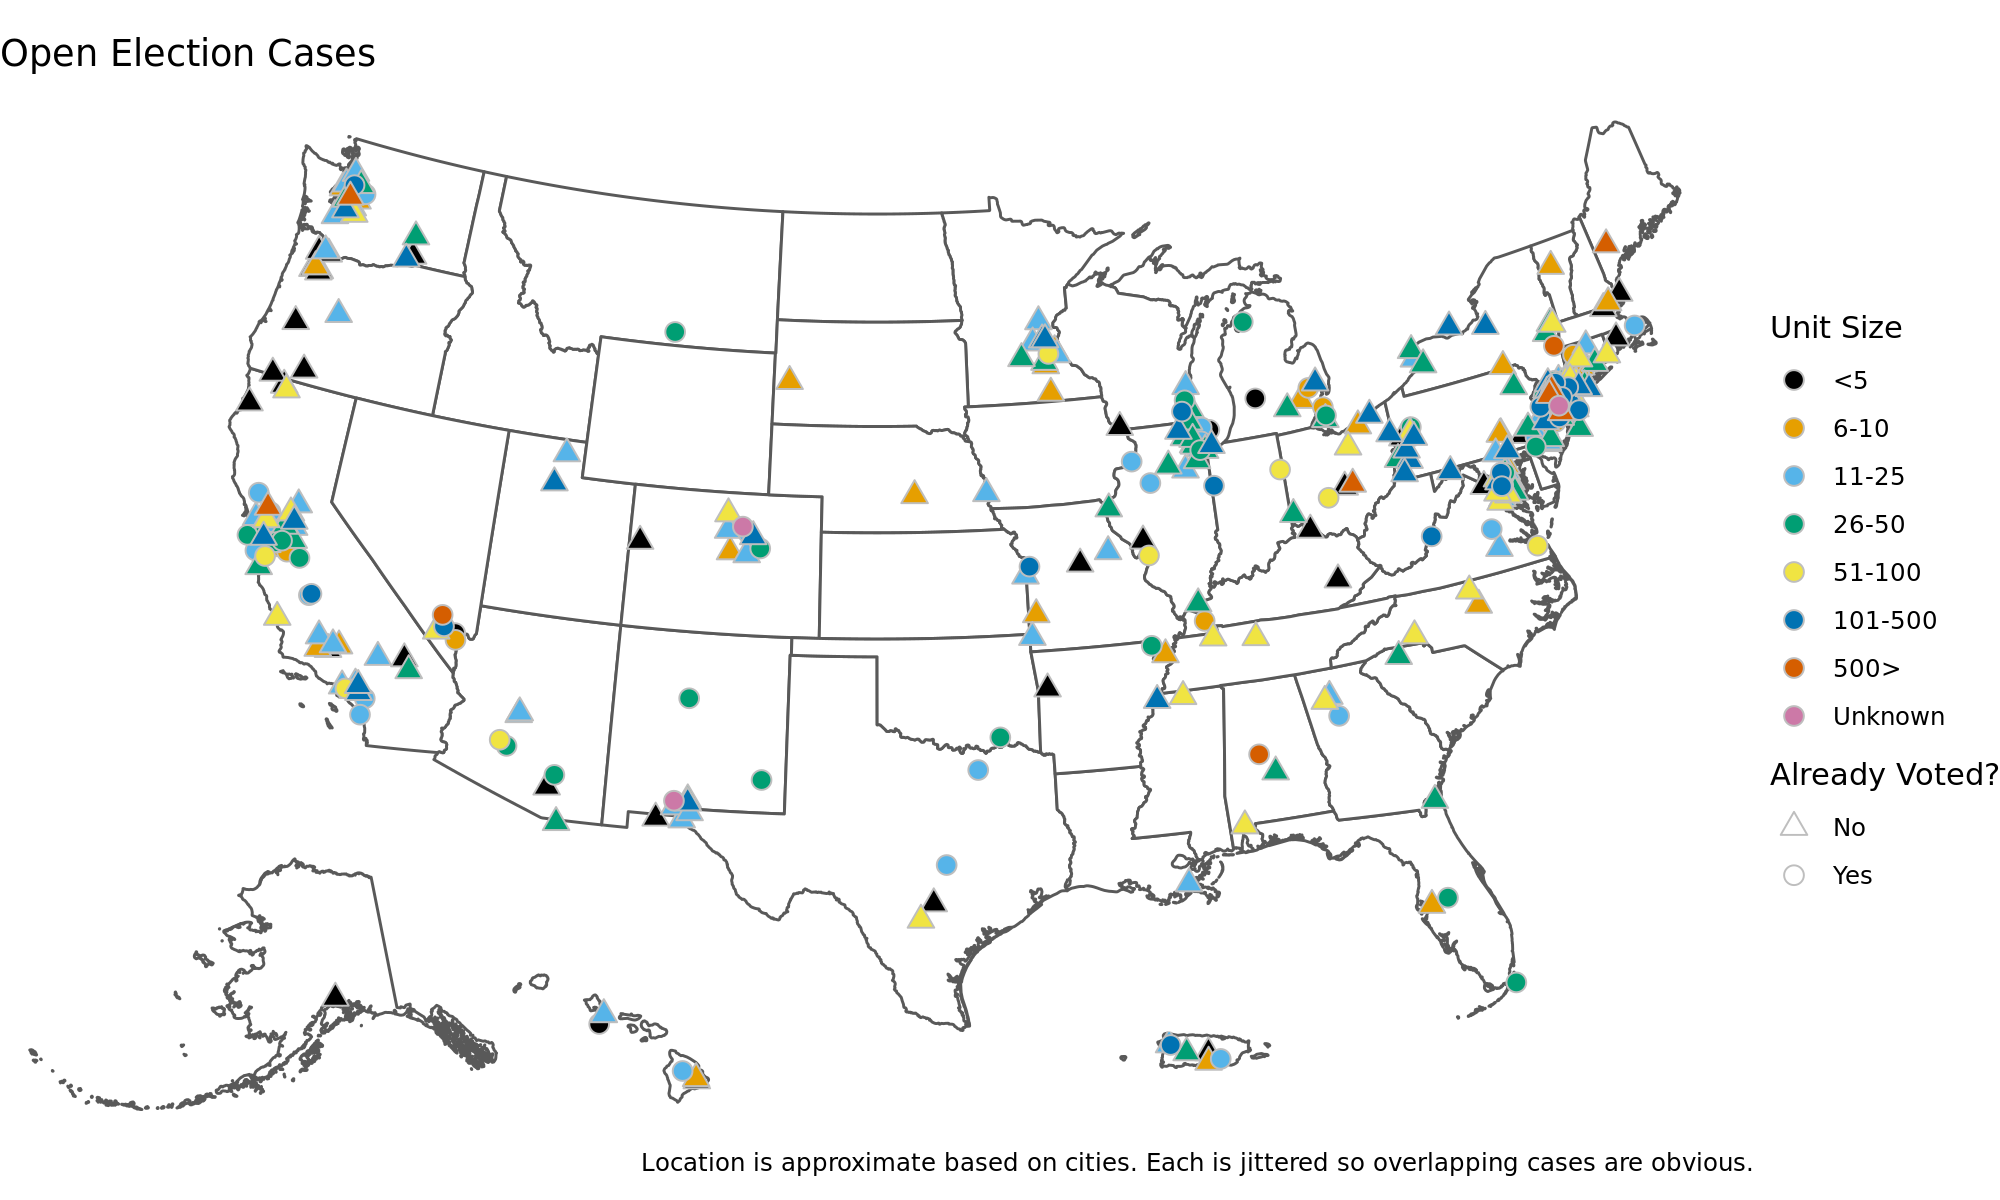 Open Election Cases
Unit Size
<5
6-10
11-25
26-50
51-100
101-500
500>
Unknown
Already Voted?
No
Yes
Location is approximate based on cities. Each is jittered so overlapping cases are obvious.